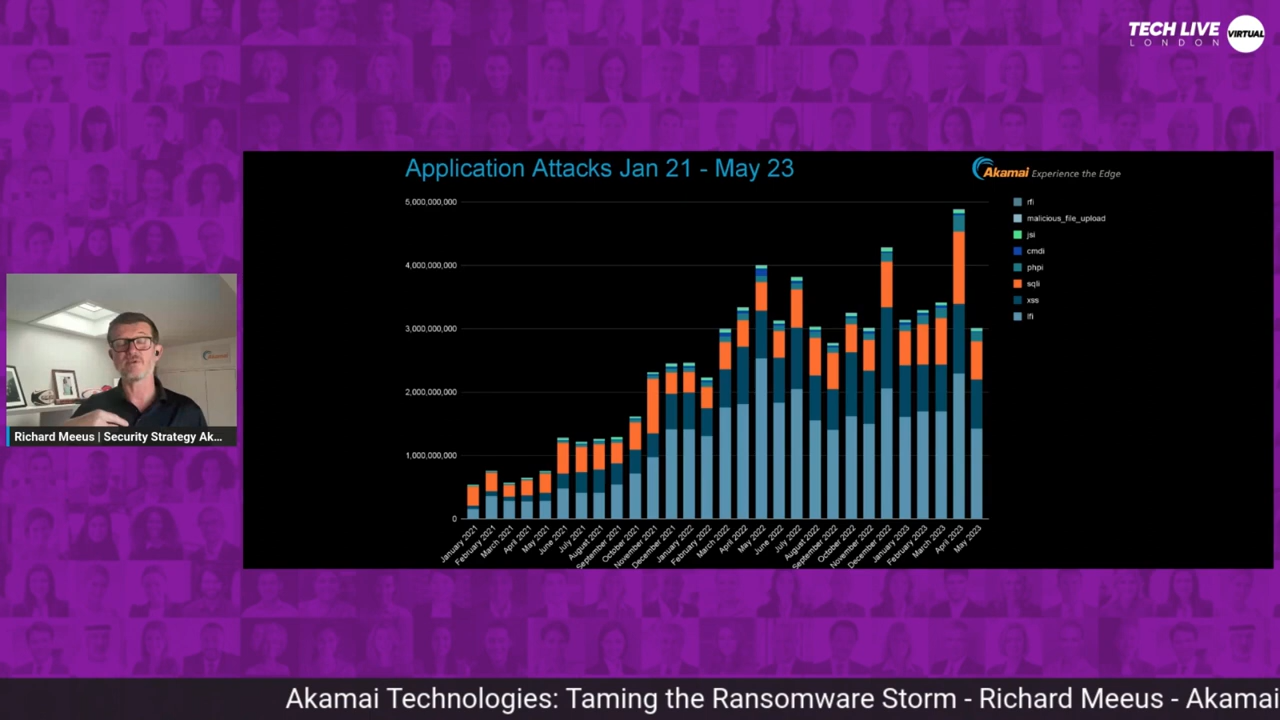 TECH LIVE
LONDON
VIRTUAL
Application Attacks Jan 21 - May 23
Akamai Experience the Edge
5,000,000,000
4,000,000,000
3,000,000,000
2,000,000,000
1,000,000,000
0
rfi
malicious_file_upload
jsi
cmdi
phpi
sqli
xss
lfi
January 2021
February 2021
March 2021
April 2021
May 2021
June 2021
July 2021
August 2021
September 2021
October 2021
November 2021
December 2021
January 2022
February 2022
March 2022
April 2022
May 2022
June 2022
July 2022
August 2022
September 2022
October 2022
November 2022
December 2022
January 2023
February 2023
March 2023
April 2023
May 2023
Akamai
Richard Meeus | Security Strategy Ak...
Akamai Technologies: Taming the Ransomware Storm - Richard Meeus - Akamai